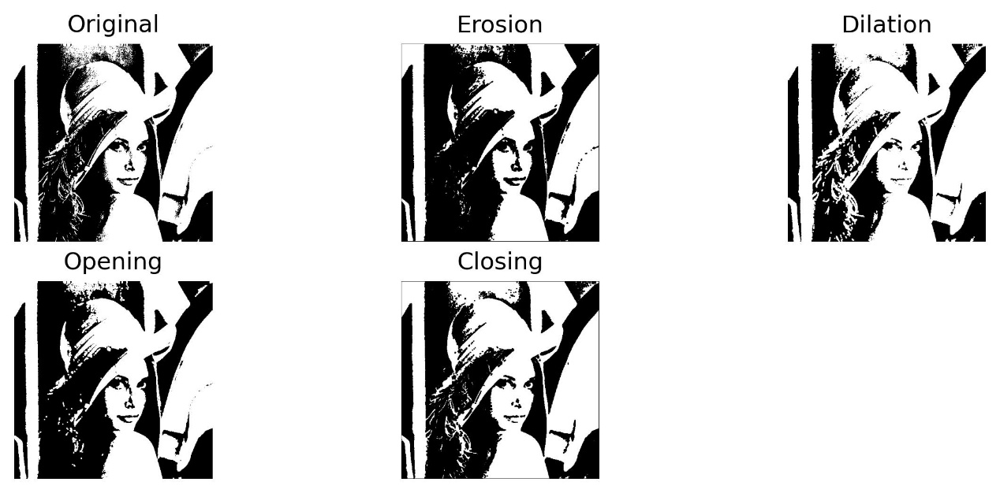 Original
Erosion
Dilation
Opening
Closing